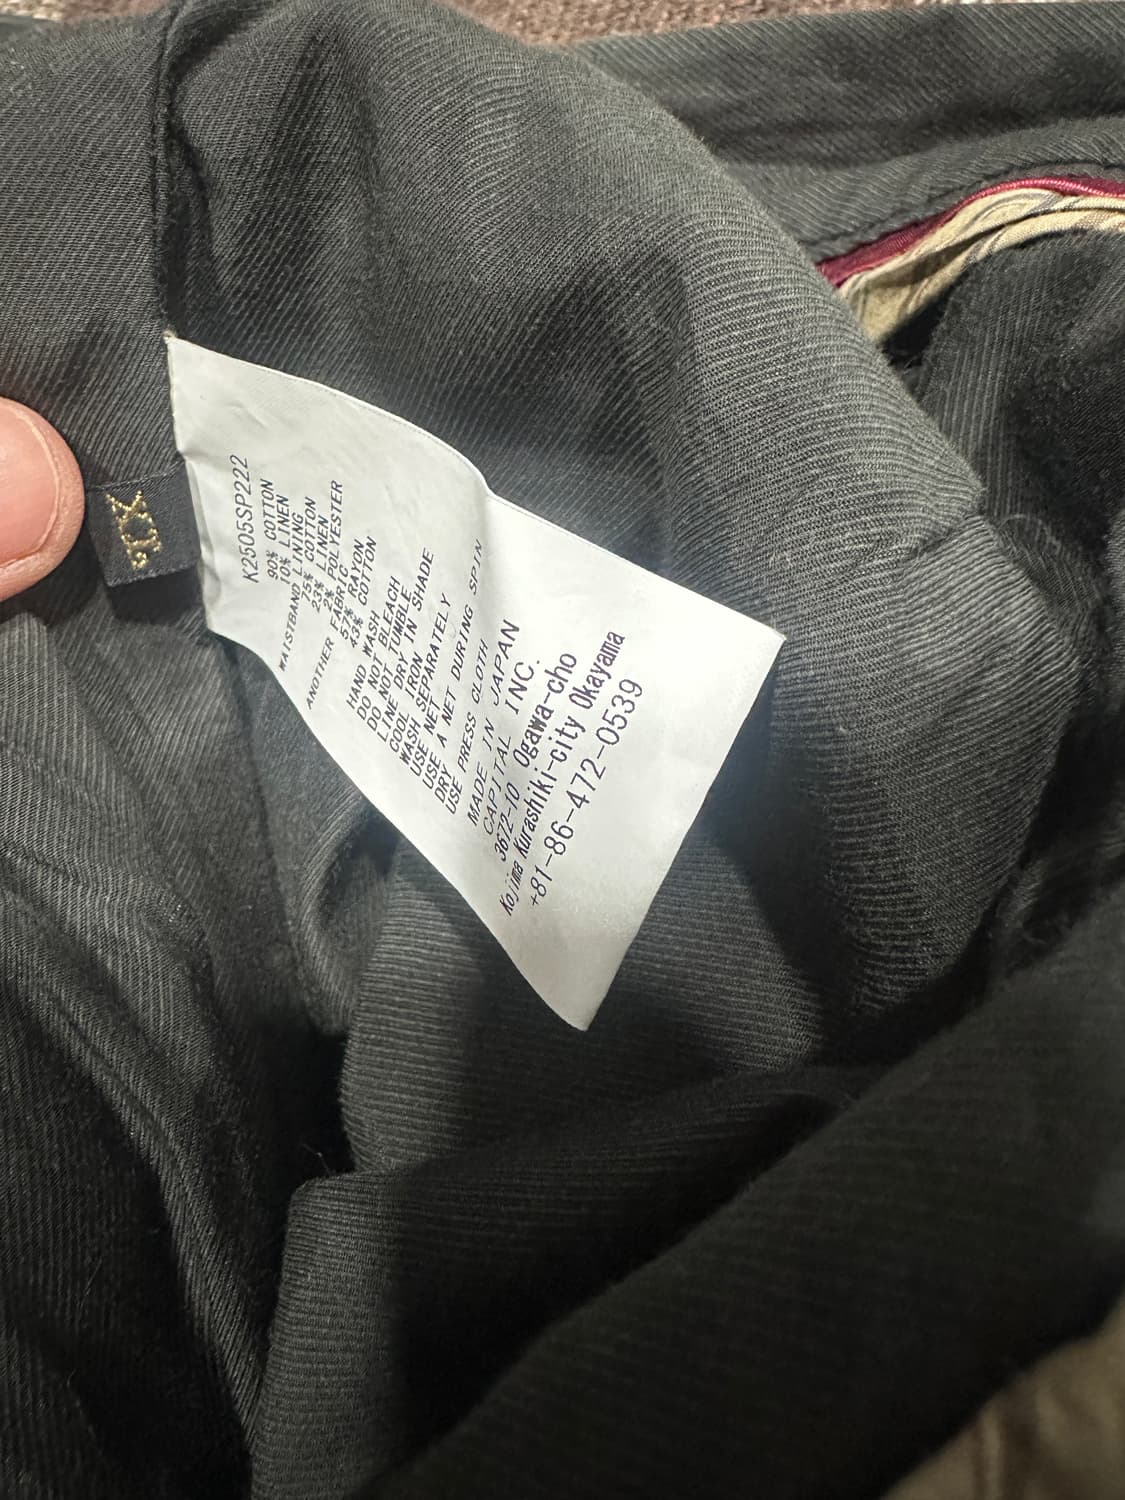 XL
K2505SP222
90% COTTON
10% LINEN
WAISTBAND LINING
75% COTTON
23% LINEN
2% POLYESTER
ANOTHER FABRIC
57% RAYON
43% COTTON
HAND WASH
DO NOT BLEACH
DO NOT TUMBLE
LINE DRY IN SHADE
COOL IRON
WASH SEPARATELY
USE NET
USE A NET DURING SPIN
DRY
USE PRESS CLOTH
MADE IN JAPAN
CAPITAL INC.
3672-10 Ogawa-cho
Kojima Kurashiki-city Okayama
+81-86-472-0539